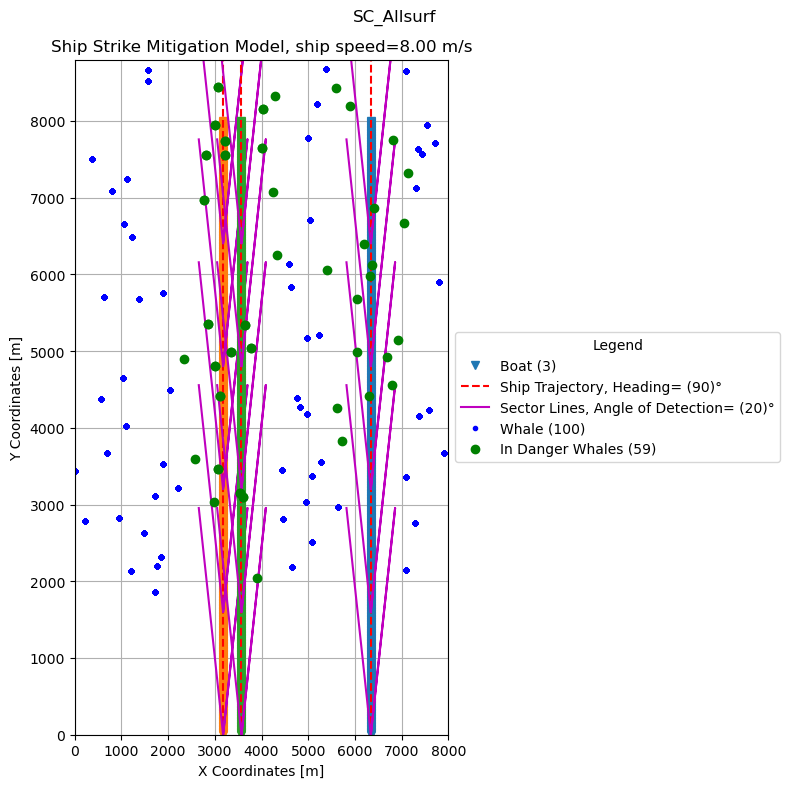 SC_Allsurf
Ship Strike Mitigation Model, ship speed=8.00 m/s
8000
7000
6000
5000
4000
3000
2000
1000
0
Y Coordinates [m]
0 1000 2000 3000 4000 5000 6000 7000 8000
X Coordinates [m]
Legend
Boat (3)
Ship Trajectory, Heading= (90)°
Sector Lines, Angle of Detection= (20)°
Whale (100)
In Danger Whales (59)